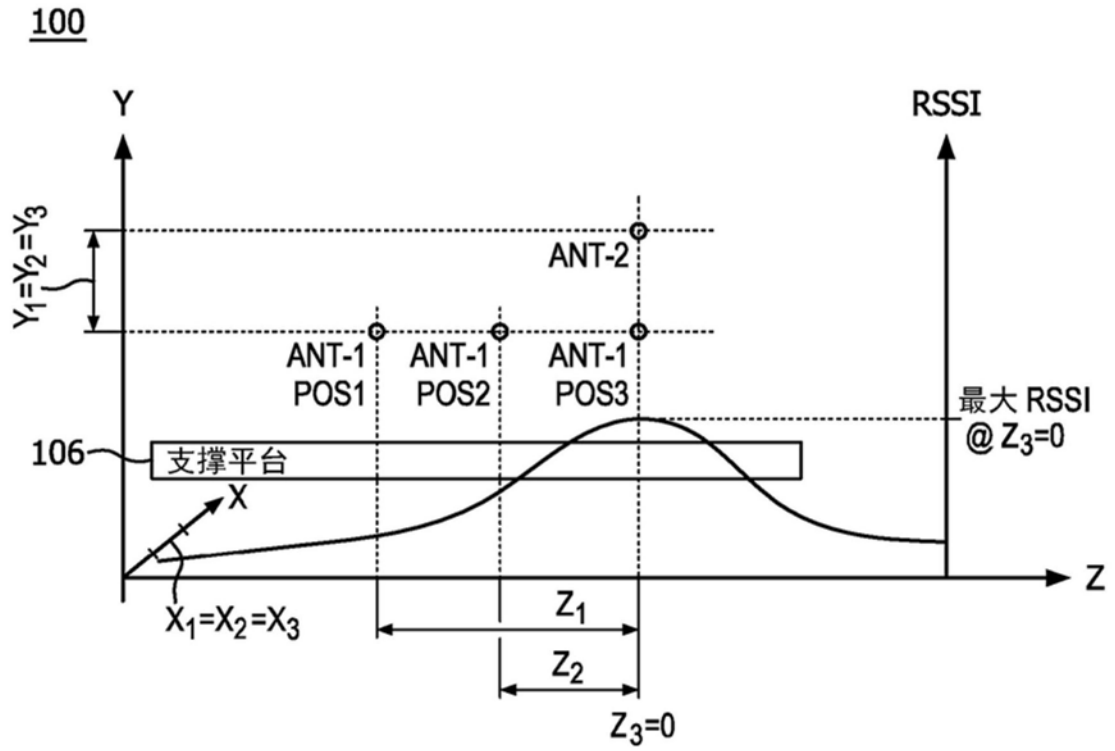 100
Y
RSSI
Y₁=Y₂=Y₃
ANT-2
ANT-1
POS1
ANT-1
POS2
ANT-1
POS3
最大 RSSI
@ Z₃=0
106
支撑平台
X
Z
X₁=X₂=X₃
Z₁
Z₂
Z₃=0